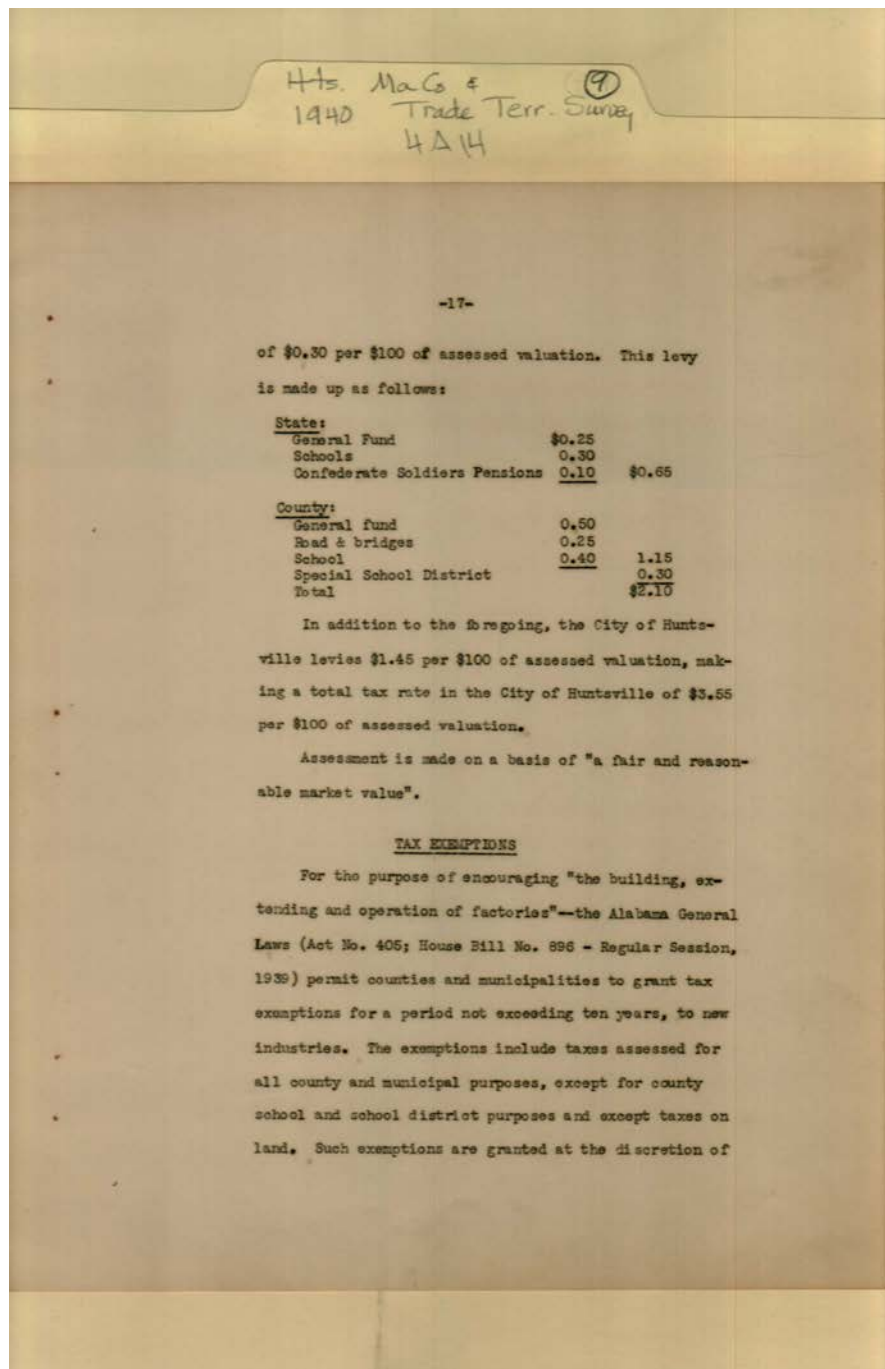 Hts. Ma Co & 9
1940 Trade Terr. Survey
4A14
-17-
of $0.30 per $100 of assessed valuation. This levy
is made up as follows:
State:
General Fund $0.25
Schools 0.30
Confederate Soldiers Pensions 0.10 $0.65
County:
General fund 0.50
Road & bridges 0.25
School 0.40 1.15
Special School District 0.30
Total $2.10
In addition to the foregoing, the City of Hunts-
ville levies $1.45 per $100 of assessed valuation, mak-
ing a total tax rate in the City of Huntsville of $3.55
per $100 of assessed valuation.
Assessment is made on a basis of "a fair and reason-
able market value".
TAX EXEMPTIONS
For the purpose of encouraging "the building, ex-
tending and operation of factories"--the Alabama General
Laws (Act No. 405; House Bill No. 896 - Regular Session,
1939) permit counties and municipalities to grant tax
exemptions for a period not exceeding ten years, to new
industries. The exemptions include taxes assessed for
all county and municipal purposes, except for county
school and school district purposes and except taxes on
land. Such exemptions are granted at the discretion of